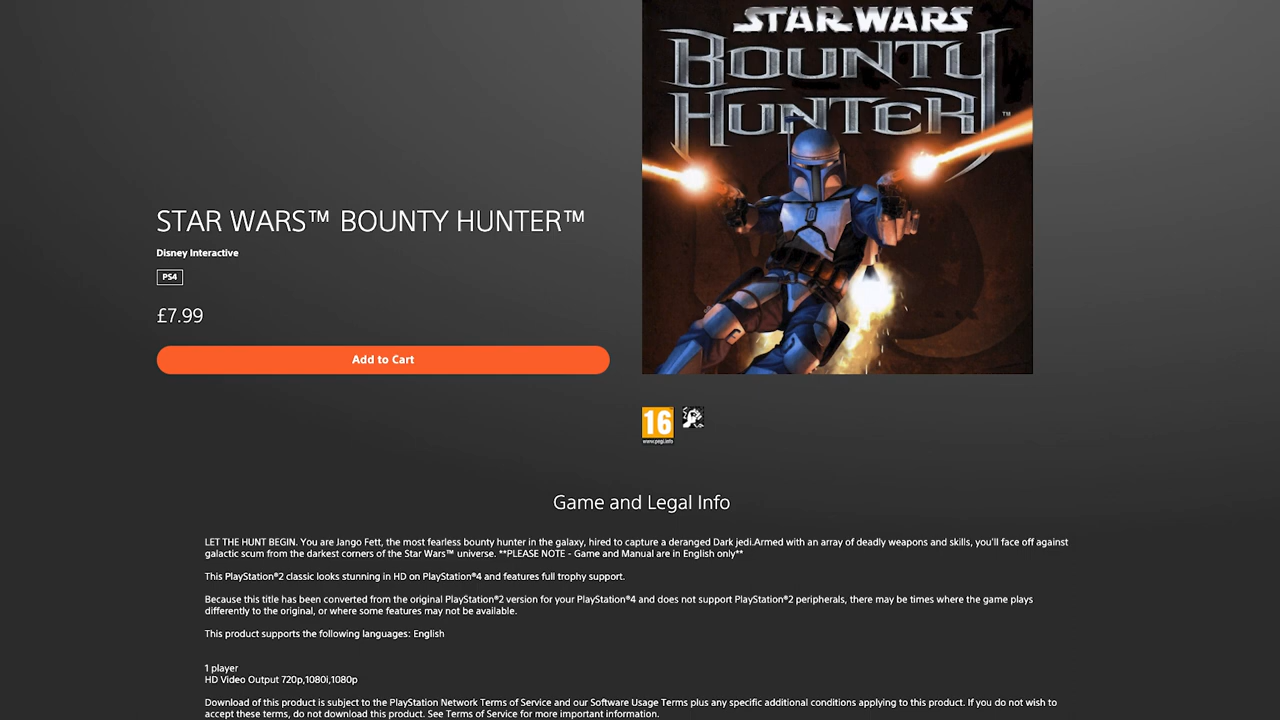 STAR WARS
BOUNTY
HUNTER™
STAR WARS™ BOUNTY HUNTER™
Disney Interactive
PS4
£7.99
Add to Cart
16
www.pegi.info
Game and Legal Info
LET THE HUNT BEGIN. You are Jango Fett, the most fearless bounty hunter in the galaxy, hired to capture a deranged Dark jedi.Armed with an array of deadly weapons and skills, you'll face off against
galactic scum from the darkest corners of the Star Wars™ universe. **PLEASE NOTE - Game and Manual are in English only**
This PlayStation®2 classic looks stunning in HD on PlayStation®4 and features full trophy support.
Because this title has been converted from the original PlayStation®2 version for your PlayStation®4 and does not support PlayStation®2 peripherals, there may be times where the game plays
differently to the original, or where some features may not be available.
This product supports the following languages: English
1 player
HD Video Output 720p,1080i,1080p
Download of this product is subject to the PlayStation Network Terms of Service and our Software Usage Terms plus any specific additional conditions applying to this product. If you do not wish to
accept these terms, do not download this product. See Terms of Service for more important information.